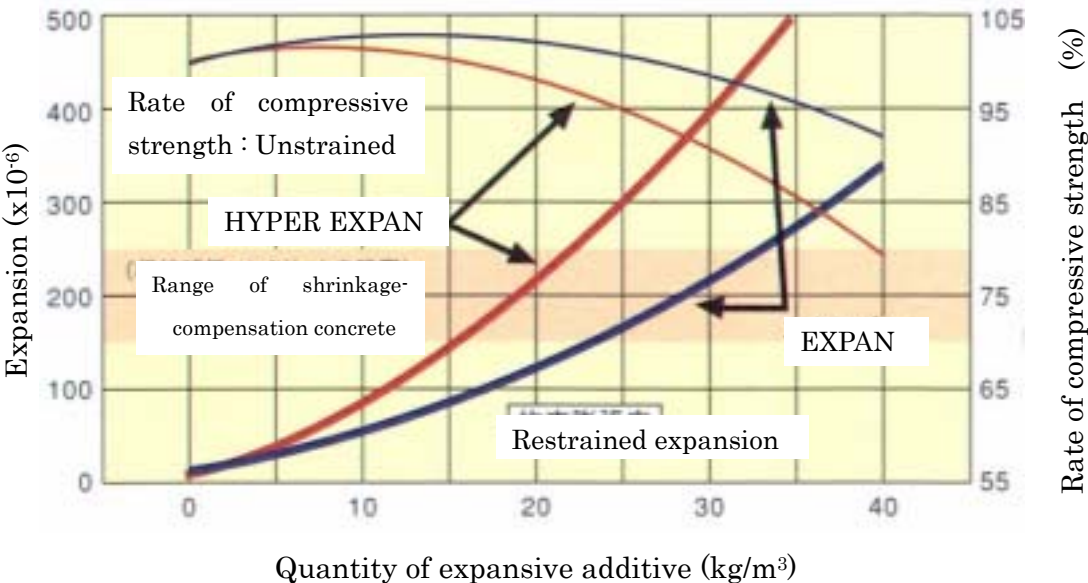 500
400
300
200
100
0
Expansion (x10-6)
105
95
85
75
65
55
Rate of compressive strength (%)
Rate of compressive
strength : Unstrained
HYPER EXPAN
Range of shrinkage-
compensation concrete
EXPAN
Restrained expansion
0 10 20 30 40
Quantity of expansive additive (kg/m³)